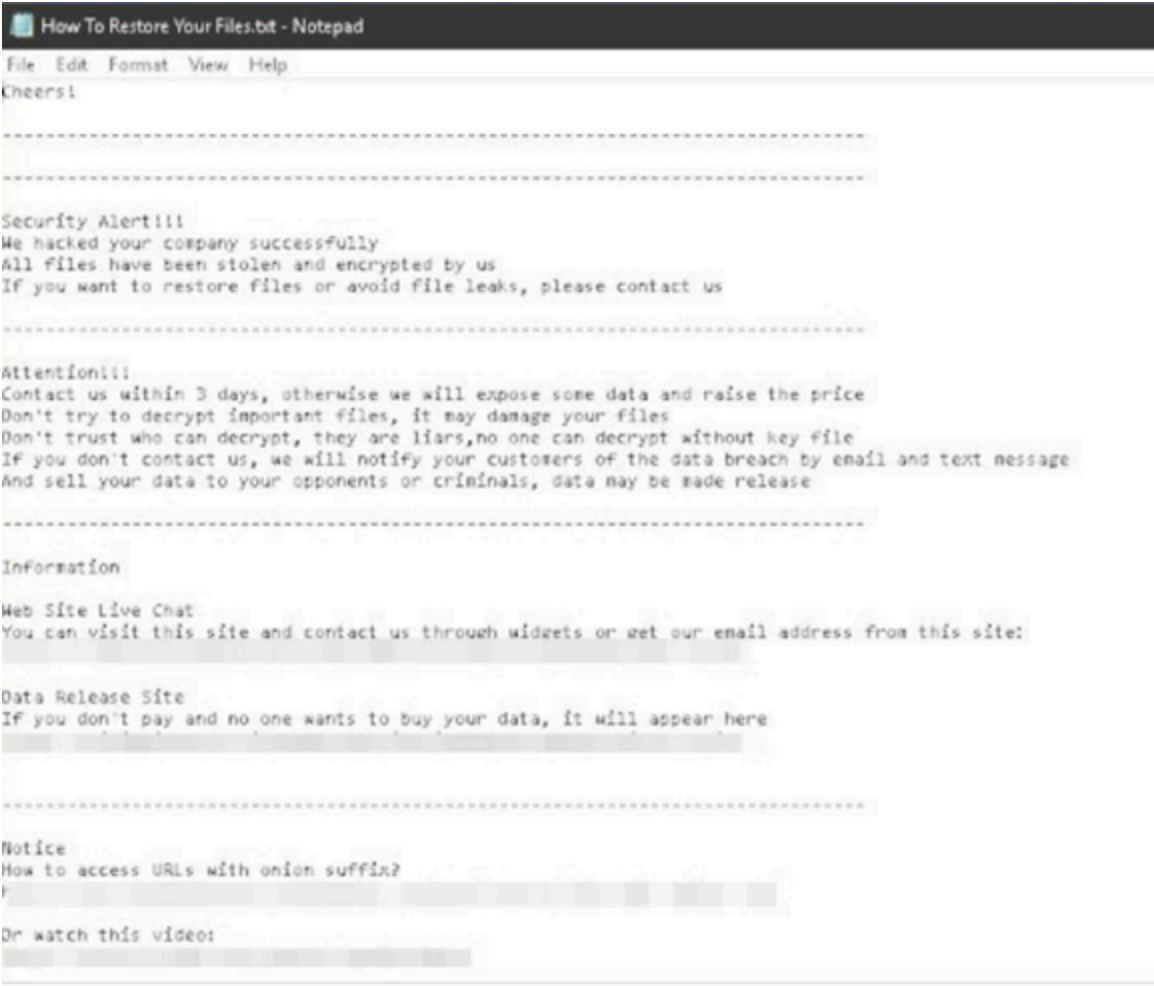 How To Restore Your Files.txt - Notepad
File Edit Format View Help
Cheers!
--------------------------------------------------------------------------------
--------------------------------------------------------------------------------
Security Alert!!!
We hacked your company successfully
All files have been stolen and encrypted by us
If you want to restore files or avoid file leaks, please contact us
--------------------------------------------------------------------------------
Attention!!!
Contact us within 3 days, otherwise we will expose some data and raise the price
Don't try to decrypt important files, it may damage your files
Don't trust who can decrypt, they are liars,no one can decrypt without key file
If you don't contact us, we will notify your customers of the data breach by email and text message
And sell your data to your opponents or criminals, data may be made release
--------------------------------------------------------------------------------
Information
Web Site Live Chat
You can visit this site and contact us through widgets or get our email address from this site:
Data Release Site
If you don't pay and no one wants to buy your data, it will appear here
--------------------------------------------------------------------------------
Notice
How to access URLs with onion suffix?
Or watch this video: